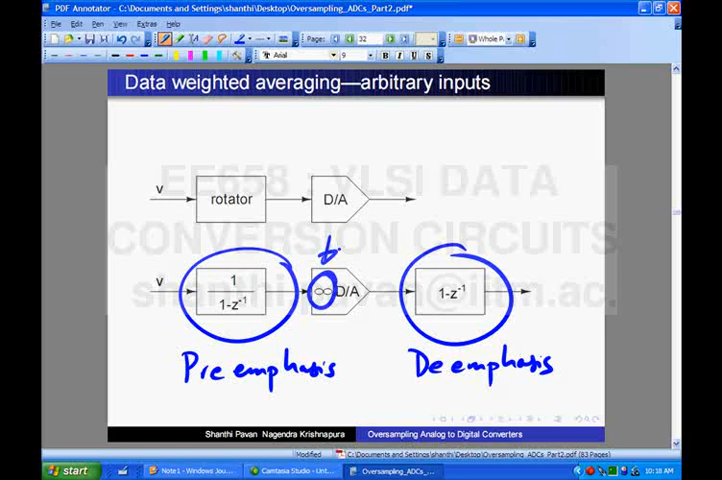 PDF Annotator - C:\Documents and Settings\shanthi\Desktop\Oversampling_ADCs_Part2.pdf*
File Edit Pen View Extras Help
Page: 32 Whole P
Arial 9 B I U S
Data weighted averaging—arbitrary inputs
EE658 : VLSI DATA
CONVERSION CIRCUITS
v rotator D/A
v 1 / 1-z⁻¹ ∞ D/A 1-z⁻¹
Pre emphasis De emphasis
Shanthi Pavan Nagendra Krishnapura Oversampling Analog to Digital Converters
Modified C:\Documents and Settings\shanthi\Desktop\Oversampling_ADCs_Part2.pdf (83 Pages)
start Note1 - Windows Jou... Camtasia Studio - Unt... Oversampling_ADCs_... 10:18 AM